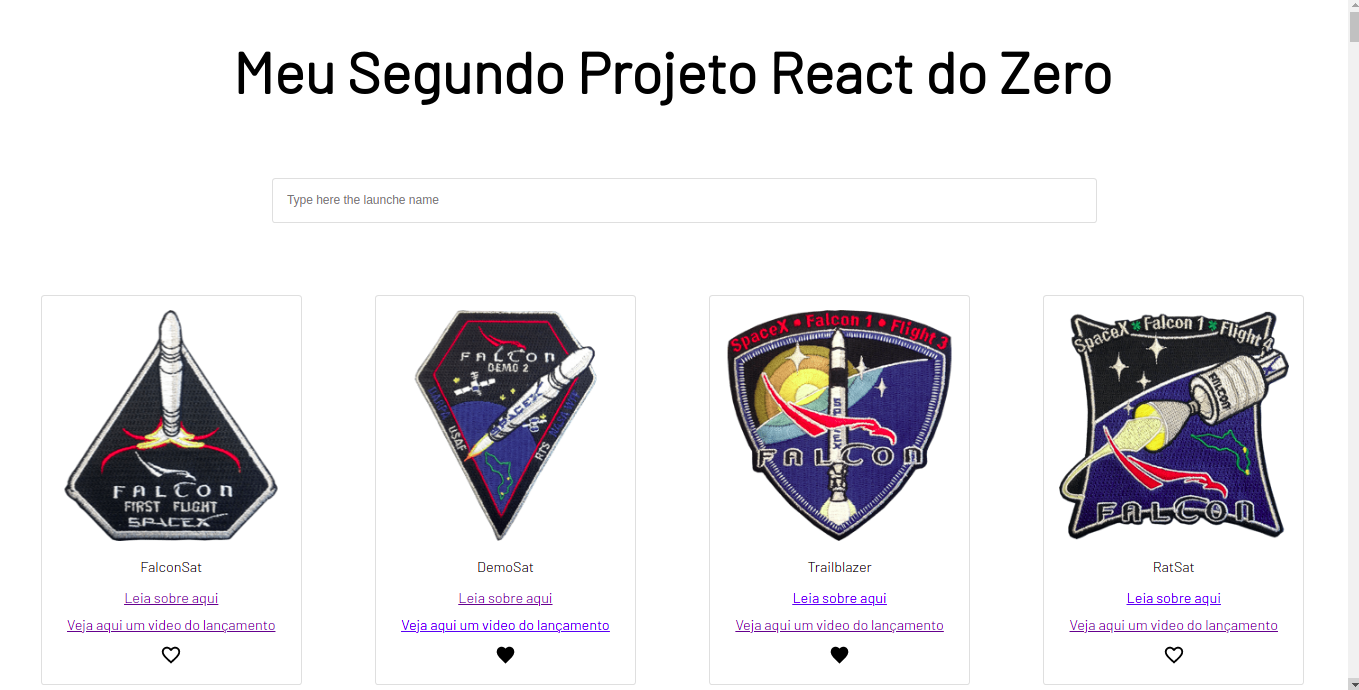 Meu Segundo Projeto React do Zero
Type here the launche name
FALCON
FIRST FLIGHT
SPACEX
FALCON
DEMO 2
SPACEX
USAF
RTS
SpaceX • Falcon 1 • Flight 3
SPACEX
FALCON
SpaceX Falcon 1 Flight 4
FALCON
FALCON
FalconSat
DemoSat
Trailblazer
RatSat
Leia sobre aqui
Leia sobre aqui
Leia sobre aqui
Leia sobre aqui
Veja aqui um video do lançamento
Veja aqui um video do lançamento
Veja aqui um video do lançamento
Veja aqui um video do lançamento